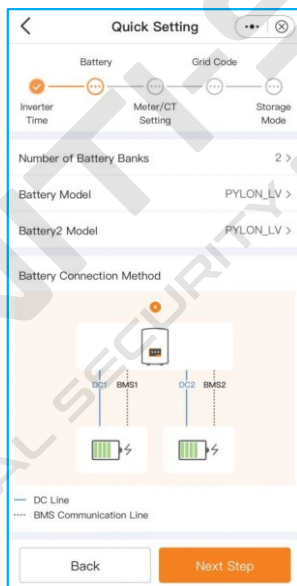 Quick Setting
Battery Grid Code
Inverter Time Meter/CT Setting Storage Mode
Number of Battery Banks 2 >
Battery Model PYLON_LV >
Battery2 Model PYLON_LV >
Battery Connection Method
DC1 BMS1 DC2 BMS2
DC Line
BMS Communication Line
Back Next Step